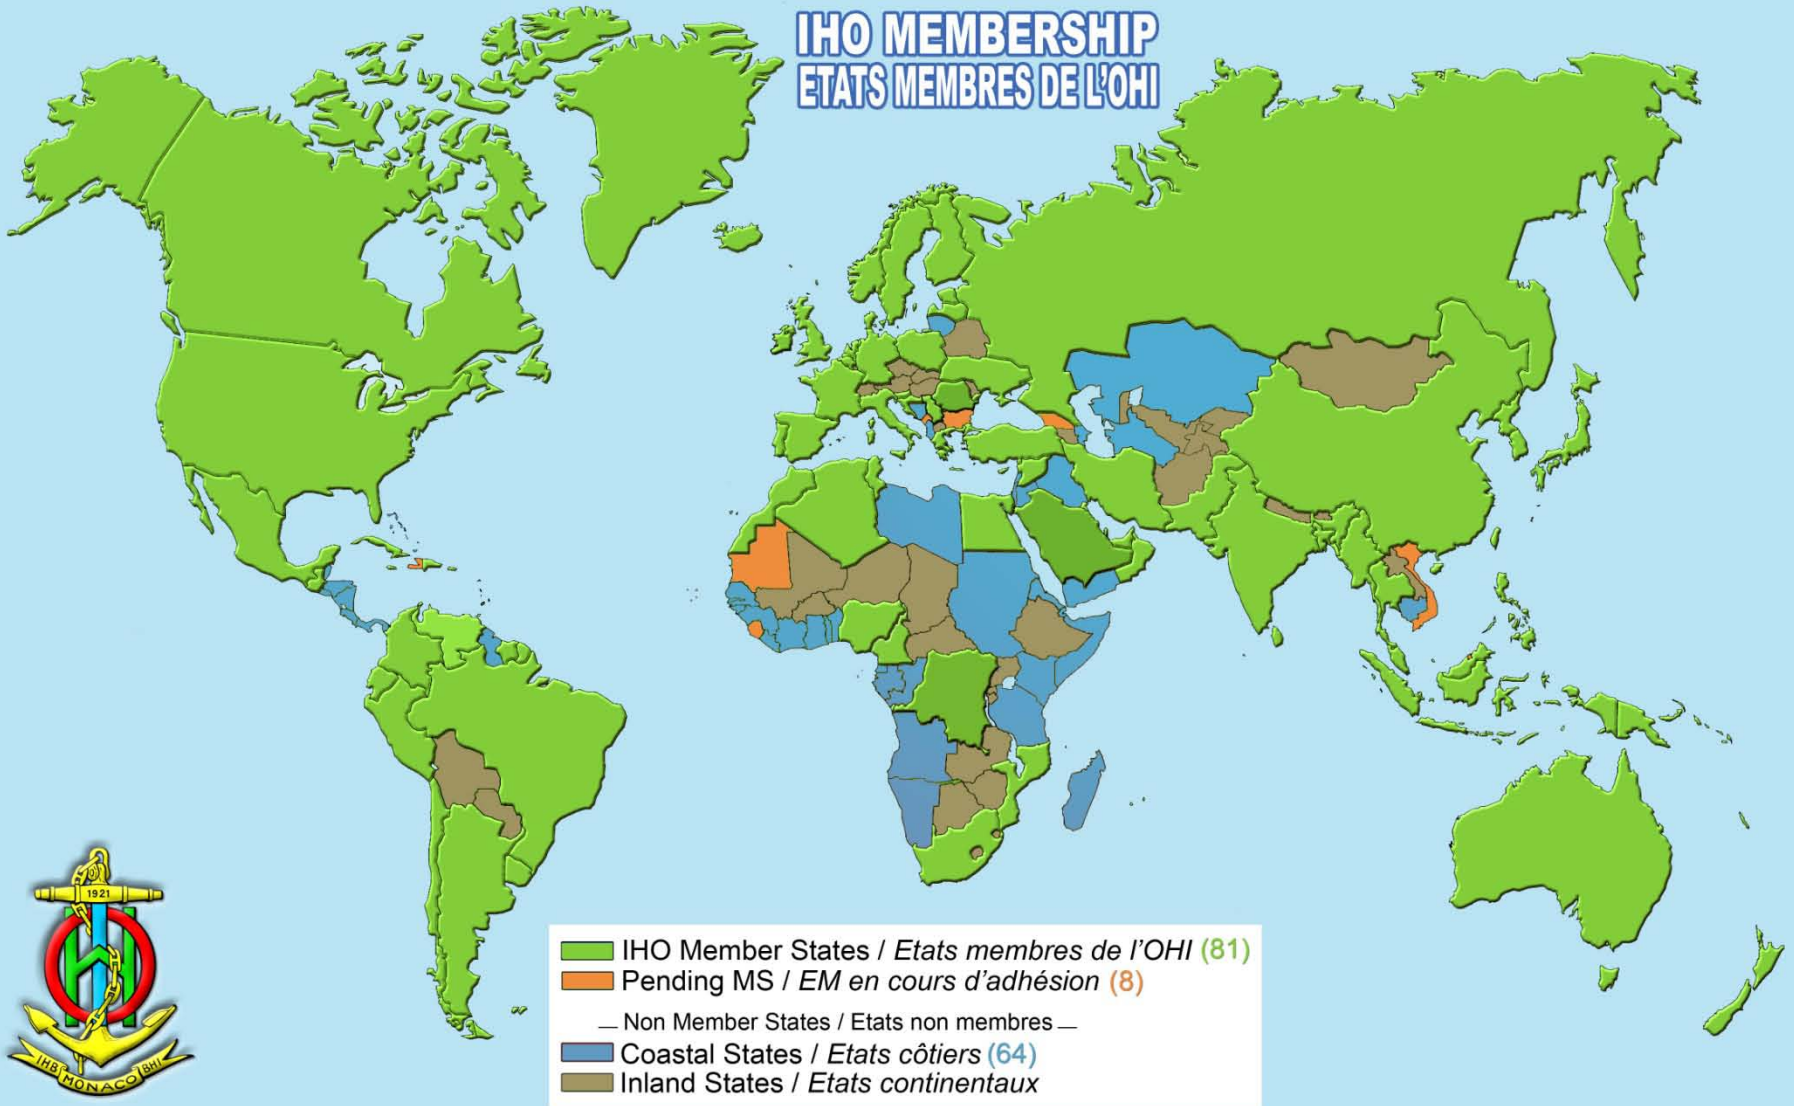 IHO MEMBERSHIP
ETATS MEMBRES DE L'OHI
IHO Member States / Etats membres de l'OHI (81)
Pending MS / EM en cours d'adhésion (8)
Non Member States / Etats non membres
Coastal States / Etats côtiers (64)
Inland States / Etats continentaux
1921
IHB MONACO BHI